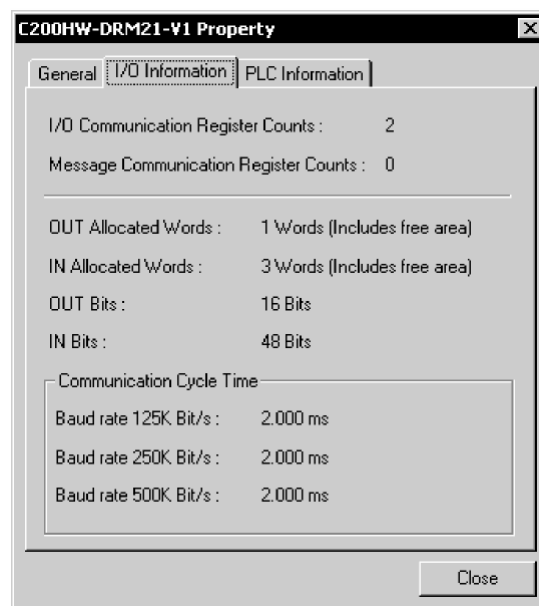 C200HW-DRM21-V1 Property
General I/O Information PLC Information
I/O Communication Register Counts : 2
Message Communication Register Counts : 0
OUT Allocated Words : 1 Words (Includes free area)
IN Allocated Words : 3 Words (Includes free area)
OUT Bits : 16 Bits
IN Bits : 48 Bits
Communication Cycle Time
Baud rate 125K Bit/s : 2.000 ms
Baud rate 250K Bit/s : 2.000 ms
Baud rate 500K Bit/s : 2.000 ms
Close